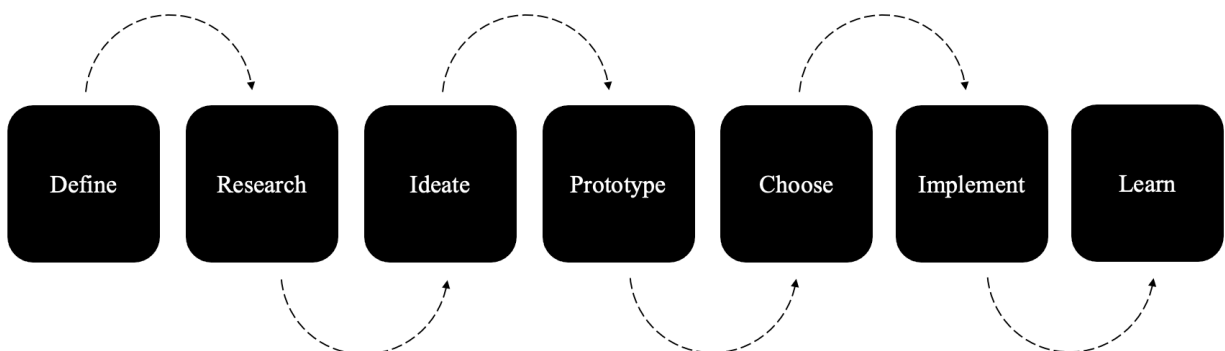 Define
Research
Ideate
Prototype
Choose
Implement
Learn